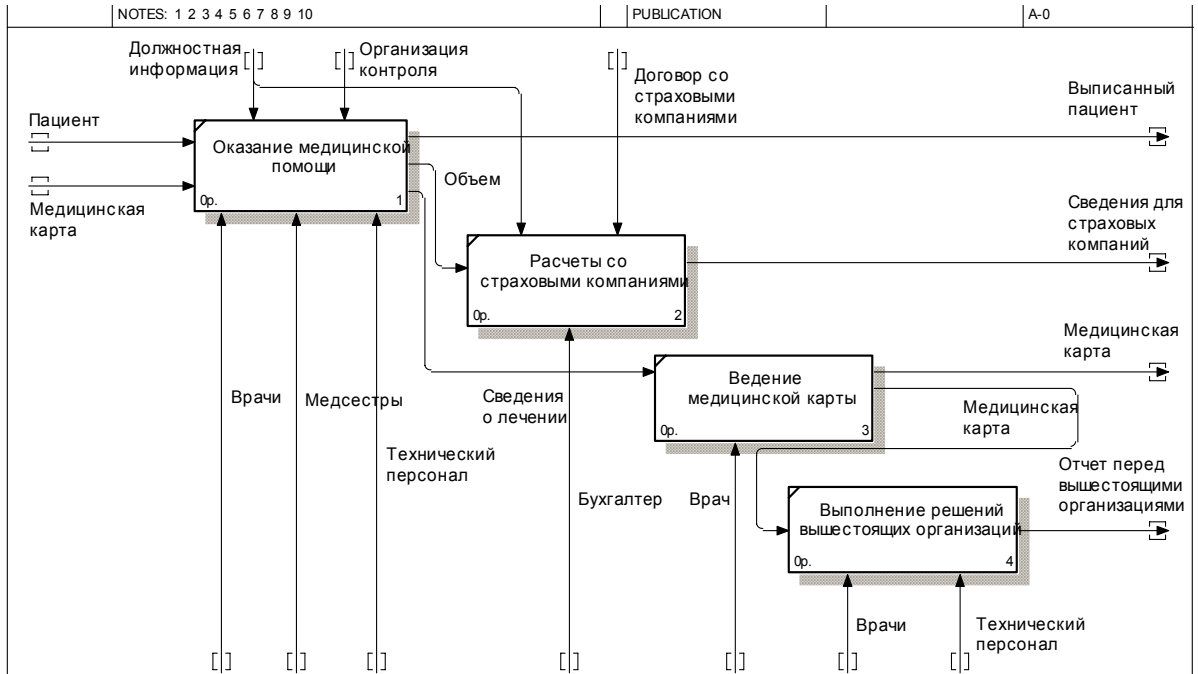 NOTES: 1 2 3 4 5 6 7 8 9 10
PUBLICATION
A-0
Должностная
информация
Организация
контроля
Договор со
страховыми
компаниями
Выписанный
пациент
Пациент
Оказание медицинской
помощи
0р.
1
Объем
Медицинская
карта
Сведения для
страховых
компаний
Расчеты со
страховыми компаниями
0р.
2
Медицинская
карта
Врачи
Медсестры
Сведения
о лечении
Ведение
медицинской карты
0р.
3
Медицинская
карта
Технический
персонал
Отчет перед
вышестоящими
организациями
Бухгалтер
Врач
Выполнение решений
вышестоящих организаций
0р.
4
Врачи
Технический
персонал